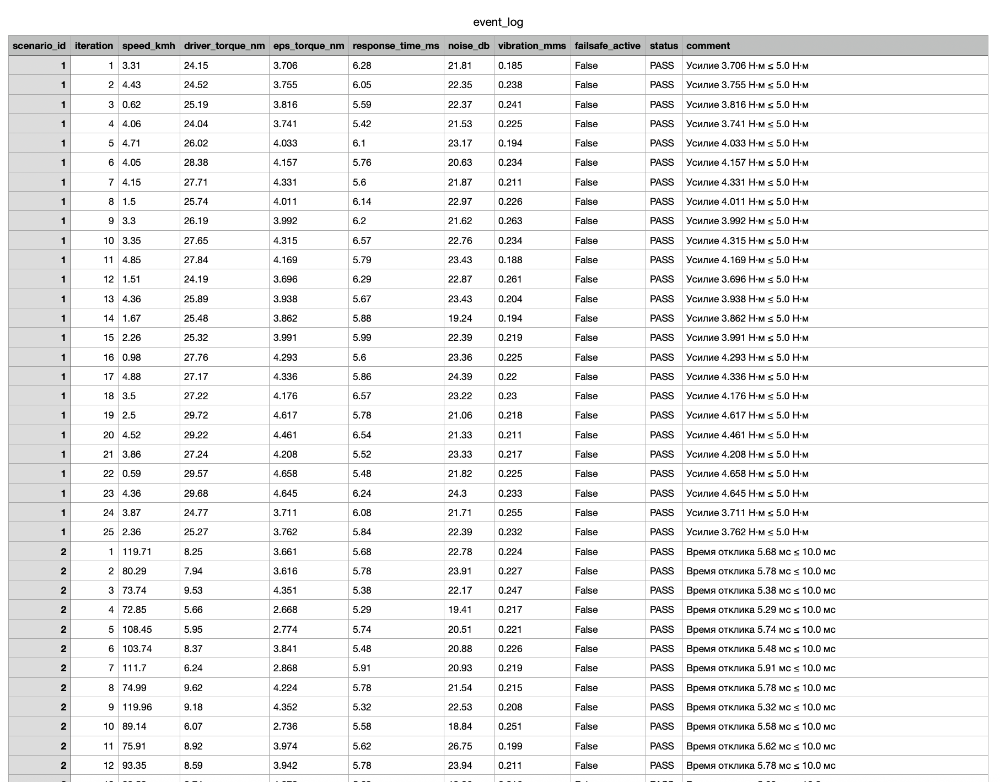 event_log
scenario_id iteration speed_kmh driver_torque_nm eps_torque_nm response_time_ms noise_db vibration_mms failsafe_active status comment
1 1 3.31 24.15 3.706 6.28 21.81 0.185 False PASS Усилие 3.706 Н·м ≤ 5.0 Н·м
1 2 4.43 24.52 3.755 6.05 22.35 0.238 False PASS Усилие 3.755 Н·м ≤ 5.0 Н·м
1 3 0.62 25.19 3.816 5.59 22.37 0.241 False PASS Усилие 3.816 Н·м ≤ 5.0 Н·м
1 4 4.06 24.04 3.741 5.42 21.53 0.225 False PASS Усилие 3.741 Н·м ≤ 5.0 Н·м
1 5 4.71 26.02 4.033 6.1 23.17 0.194 False PASS Усилие 4.033 Н·м ≤ 5.0 Н·м
1 6 4.05 28.38 4.157 5.76 20.63 0.234 False PASS Усилие 4.157 Н·м ≤ 5.0 Н·м
1 7 4.15 27.71 4.331 5.6 21.87 0.211 False PASS Усилие 4.331 Н·м ≤ 5.0 Н·м
1 8 1.5 25.74 4.011 6.14 22.97 0.226 False PASS Усилие 4.011 Н·м ≤ 5.0 Н·м
1 9 3.3 26.19 3.992 6.2 21.62 0.263 False PASS Усилие 3.992 Н·м ≤ 5.0 Н·м
1 10 3.35 27.65 4.315 6.57 22.76 0.234 False PASS Усилие 4.315 Н·м ≤ 5.0 Н·м
1 11 4.85 27.84 4.169 5.79 23.43 0.188 False PASS Усилие 4.169 Н·м ≤ 5.0 Н·м
1 12 1.51 24.19 3.696 6.29 22.87 0.261 False PASS Усилие 3.696 Н·м ≤ 5.0 Н·м
1 13 4.36 25.89 3.938 5.67 23.43 0.204 False PASS Усилие 3.938 Н·м ≤ 5.0 Н·м
1 14 1.67 25.48 3.862 5.88 19.24 0.194 False PASS Усилие 3.862 Н·м ≤ 5.0 Н·м
1 15 2.26 25.32 3.991 5.99 22.39 0.219 False PASS Усилие 3.991 Н·м ≤ 5.0 Н·м
1 16 0.98 27.76 4.293 5.6 23.36 0.225 False PASS Усилие 4.293 Н·м ≤ 5.0 Н·м
1 17 4.88 27.17 4.336 5.86 24.39 0.22 False PASS Усилие 4.336 Н·м ≤ 5.0 Н·м
1 18 3.5 27.22 4.176 6.57 23.22 0.23 False PASS Усилие 4.176 Н·м ≤ 5.0 Н·м
1 19 2.5 29.72 4.617 5.78 21.06 0.218 False PASS Усилие 4.617 Н·м ≤ 5.0 Н·м
1 20 4.52 29.22 4.461 6.54 21.33 0.211 False PASS Усилие 4.461 Н·м ≤ 5.0 Н·м
1 21 3.86 27.24 4.208 5.52 23.33 0.217 False PASS Усилие 4.208 Н·м ≤ 5.0 Н·м
1 22 0.59 29.57 4.658 5.48 21.82 0.225 False PASS Усилие 4.658 Н·м ≤ 5.0 Н·м
1 23 4.36 29.68 4.645 6.24 24.3 0.233 False PASS Усилие 4.645 Н·м ≤ 5.0 Н·м
1 24 3.87 24.77 3.711 6.08 21.71 0.255 False PASS Усилие 3.711 Н·м ≤ 5.0 Н·м
1 25 2.36 25.27 3.762 5.84 22.39 0.232 False PASS Усилие 3.762 Н·м ≤ 5.0 Н·м
2 1 119.71 8.25 3.661 5.68 22.78 0.224 False PASS Время отклика 5.68 мс ≤ 10.0 мс
2 2 80.29 7.94 3.616 5.78 23.91 0.227 False PASS Время отклика 5.78 мс ≤ 10.0 мс
2 3 73.74 9.53 4.351 5.38 22.17 0.247 False PASS Время отклика 5.38 мс ≤ 10.0 мс
2 4 72.85 5.66 2.668 5.29 19.41 0.217 False PASS Время отклика 5.29 мс ≤ 10.0 мс
2 5 108.45 5.95 2.774 5.74 20.51 0.221 False PASS Время отклика 5.74 мс ≤ 10.0 мс
2 6 103.74 8.37 3.841 5.48 20.88 0.226 False PASS Время отклика 5.48 мс ≤ 10.0 мс
2 7 111.7 6.24 2.868 5.91 20.93 0.219 False PASS Время отклика 5.91 мс ≤ 10.0 мс
2 8 74.99 9.62 4.224 5.78 21.54 0.215 False PASS Время отклика 5.78 мс ≤ 10.0 мс
2 9 119.96 9.18 4.352 5.32 22.53 0.208 False PASS Время отклика 5.32 мс ≤ 10.0 мс
2 10 89.14 6.07 2.736 5.58 18.84 0.251 False PASS Время отклика 5.58 мс ≤ 10.0 мс
2 11 75.91 8.92 3.974 5.62 26.75 0.199 False PASS Время отклика 5.62 мс ≤ 10.0 мс
2 12 93.35 8.59 3.942 5.78 23.94 0.211 False PASS Время отклика 5.78 мс ≤ 10.0 мс